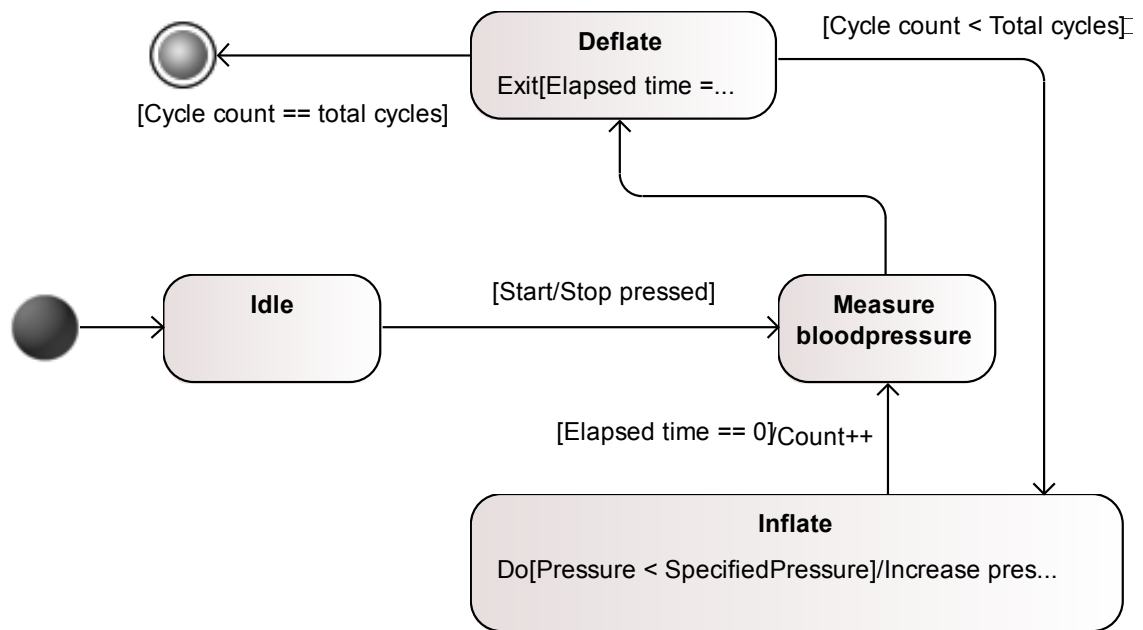 Deflate
[Cycle count < Total cycles]
Exit[Elapsed time =...
[Cycle count == total cycles]
Idle
[Start/Stop pressed]
Measure
bloodpressure
[Elapsed time == 0]/Count++
Inflate
Do[Pressure < SpecifiedPressure]/Increase pres...